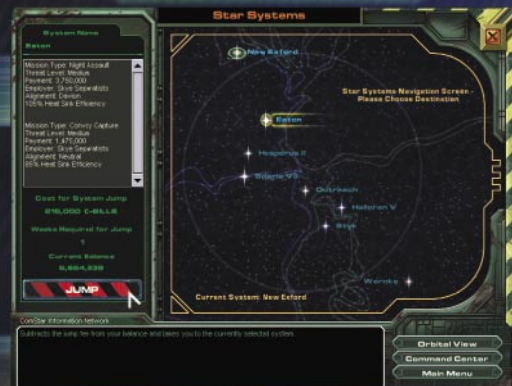 Star Systems
System Name
Eaton
Mission Type: Night Assault
Threat Level: Medium
Payment: 3,750,000
Employer: Skye Separatists
Alignment: Davion
105% Heat Sink Efficiency
Mission Type: Convoy Capture
Threat Level: Medium
Payment: 1,475,000
Employer: Skye Separatists
Alignment: Neutral
85% Heat Sink Efficiency
Cost for System Jump
C-BILLS
Weeks Required for Jump
1
Current Balance
JUMP
New Exford
Star Systems Navigation Screen -
Please Choose Destination
Eaton
Hesperus II
Solaris VII
Outreach
Halloran V
Styk
Wernke
Current System: New Exford
ComStar Information Network
Subtracts the jump fee from your balance and takes you to the currently selected system.
Orbital View
Command Center
Main Menu